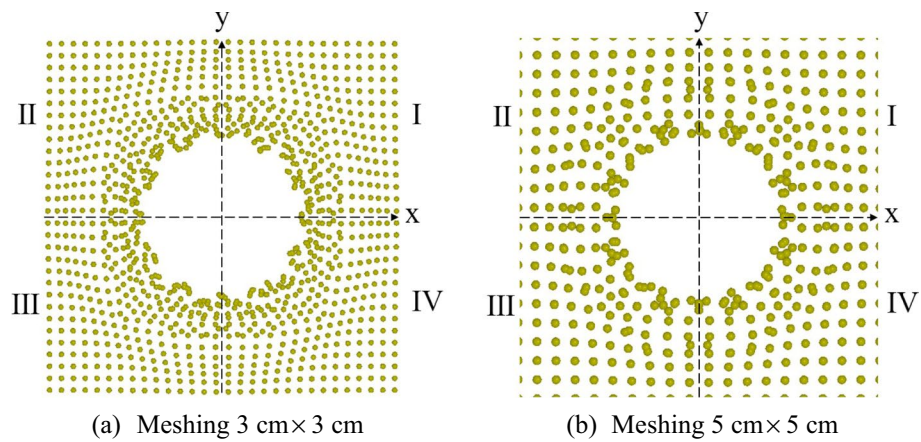 y
y
II
I
II
I
x
x
III
IV
III
IV
(a) Meshing 3 cm× 3 cm
(b) Meshing 5 cm× 5 cm